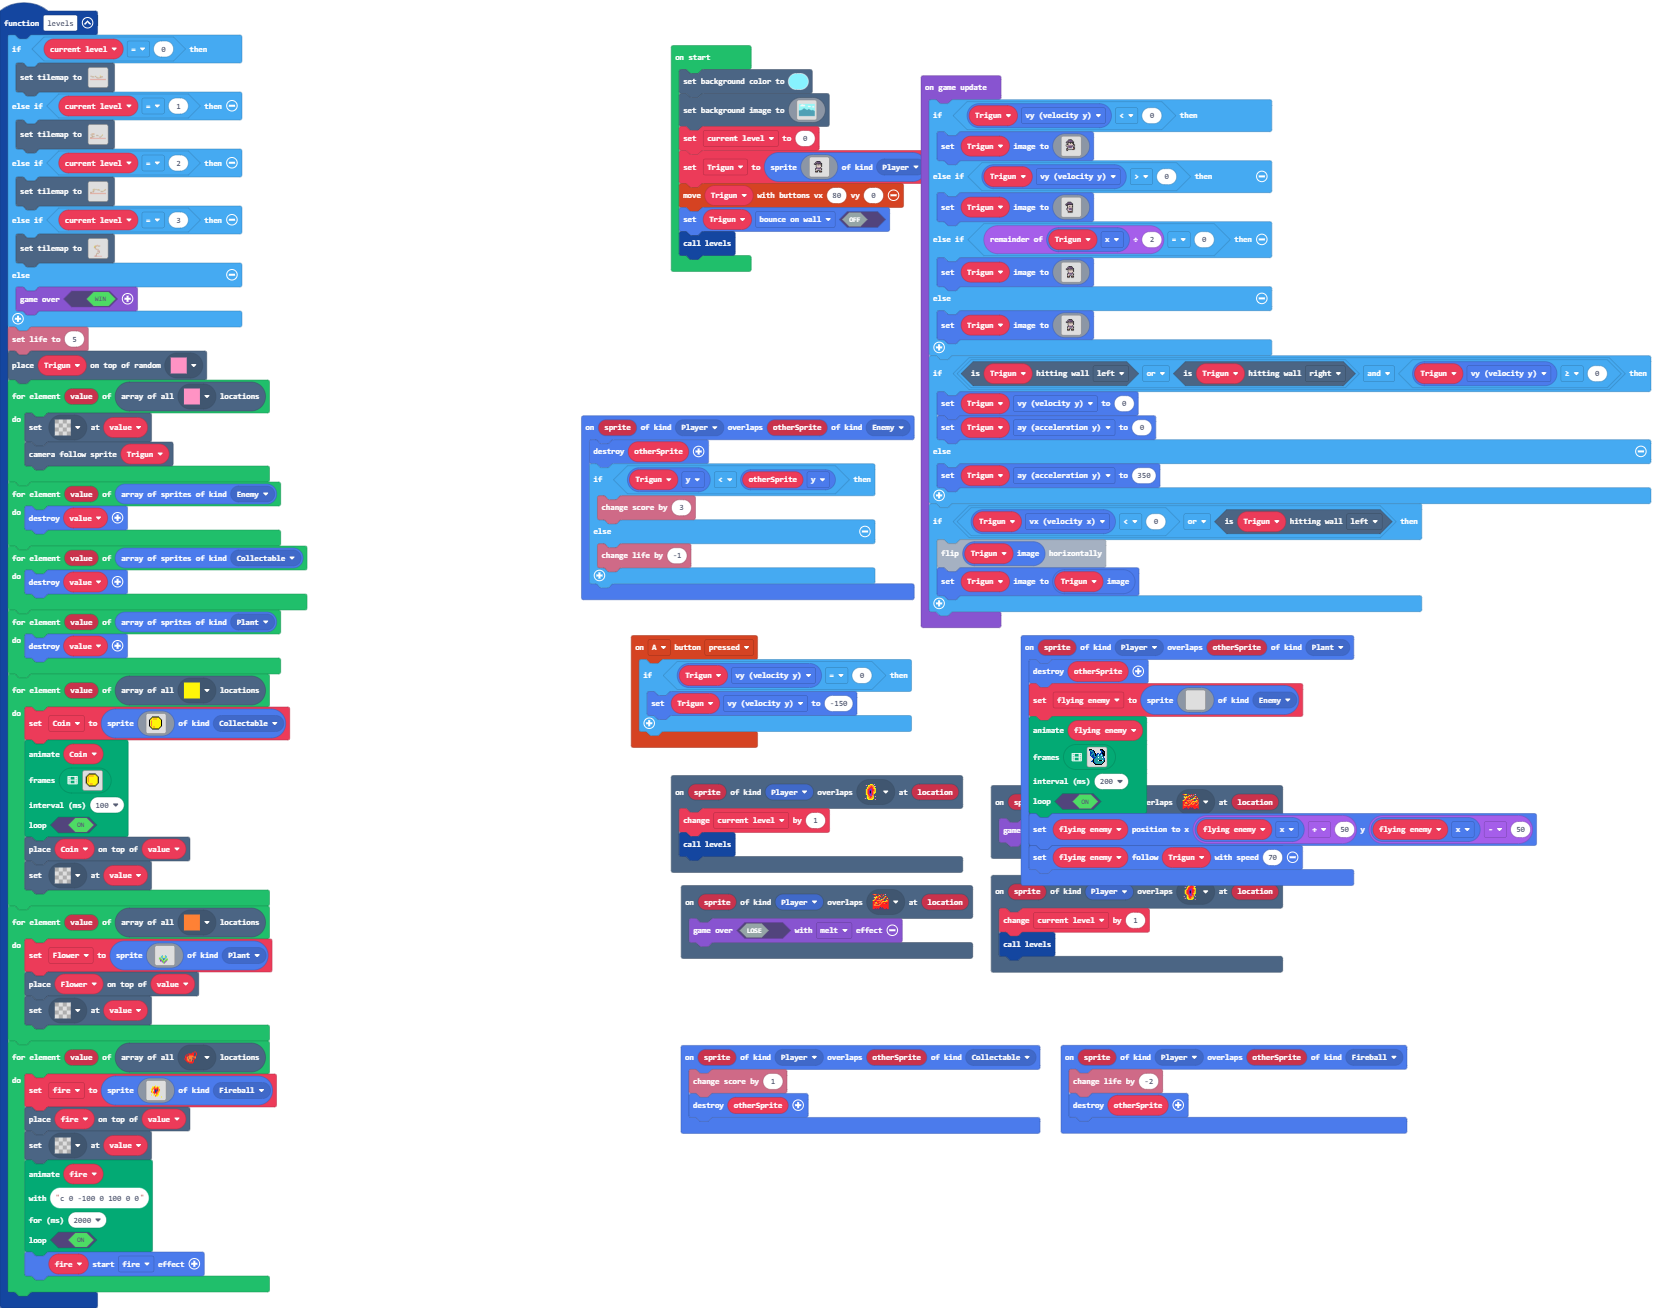 function levels
if current level = 0 then
set tilemap to
else if current level = 1 then
set tilemap to
else if current level = 2 then
set tilemap to
else if current level = 3 then
set tilemap to
else
game over WIN
set life to 5
place Trigun on top of random
for element value of array of all locations
do
set at value
camera follow sprite Trigun
for element value of array of sprites of kind Enemy
do
destroy value
for element value of array of sprites of kind Collectable
do
destroy value
for element value of array of sprites of kind Plant
do
destroy value
for element value of array of all locations
do
set Coin to sprite of kind Collectable
animate Coin
frames
interval (ms) 100
loop ON
place Coin on top of value
set at value
for element value of array of all locations
do
set Flower to sprite of kind Plant
place Flower on top of value
set at value
for element value of array of all locations
do
set fire to sprite of kind Fireball
place fire on top of value
set at value
animate fire
with "c 0 -100 0 100 0 0"
for (ms) 2000
loop ON
fire start fire effect
on start
set background color to
set background image to
set current level to 0
set Trigun to sprite of kind Player
move Trigun with buttons vx 80 vy 0
set Trigun bounce on wall OFF
call levels
on game update
if Trigun vy (velocity y) < 0 then
set Trigun image to
else if Trigun vy (velocity y) > 0 then
set Trigun image to
else if remainder of Trigun x ÷ 2 = 0 then
set Trigun image to
else
set Trigun image to
if is Trigun hitting wall left or is Trigun hitting wall right and Trigun vy (velocity y) ≥ 0 then
set Trigun vy (velocity y) to 0
set Trigun ay (acceleration y) to 0
else
set Trigun ay (acceleration y) to 350
if Trigun vx (velocity x) < 0 or is Trigun hitting wall left then
flip Trigun image horizontally
set Trigun image to Trigun image
on sprite of kind Player overlaps otherSprite of kind Enemy
destroy otherSprite
if Trigun y < otherSprite y then
change score by 3
else
change life by -1
on A button pressed
if Trigun vy (velocity y) = 0 then
set Trigun vy (velocity y) to -150
on sprite of kind Player overlaps otherSprite of kind Plant
destroy otherSprite
set flying enemy to sprite of kind Enemy
animate flying enemy
frames
interval (ms) 200
loop ON
set flying enemy position to x flying enemy x + 50 y flying enemy x - 50
set flying enemy follow Trigun with speed 70
on sprite of kind Player overlaps at location
change current level by 1
call levels
on sp erlaps at location
game
on sprite of kind Player overlaps at location
game over LOSE with melt effect
on sprite of kind Player overlaps at location
change current level by 1
call levels
on sprite of kind Player overlaps otherSprite of kind Collectable
change score by 1
destroy otherSprite
on sprite of kind Player overlaps otherSprite of kind Fireball
change life by -2
destroy otherSprite